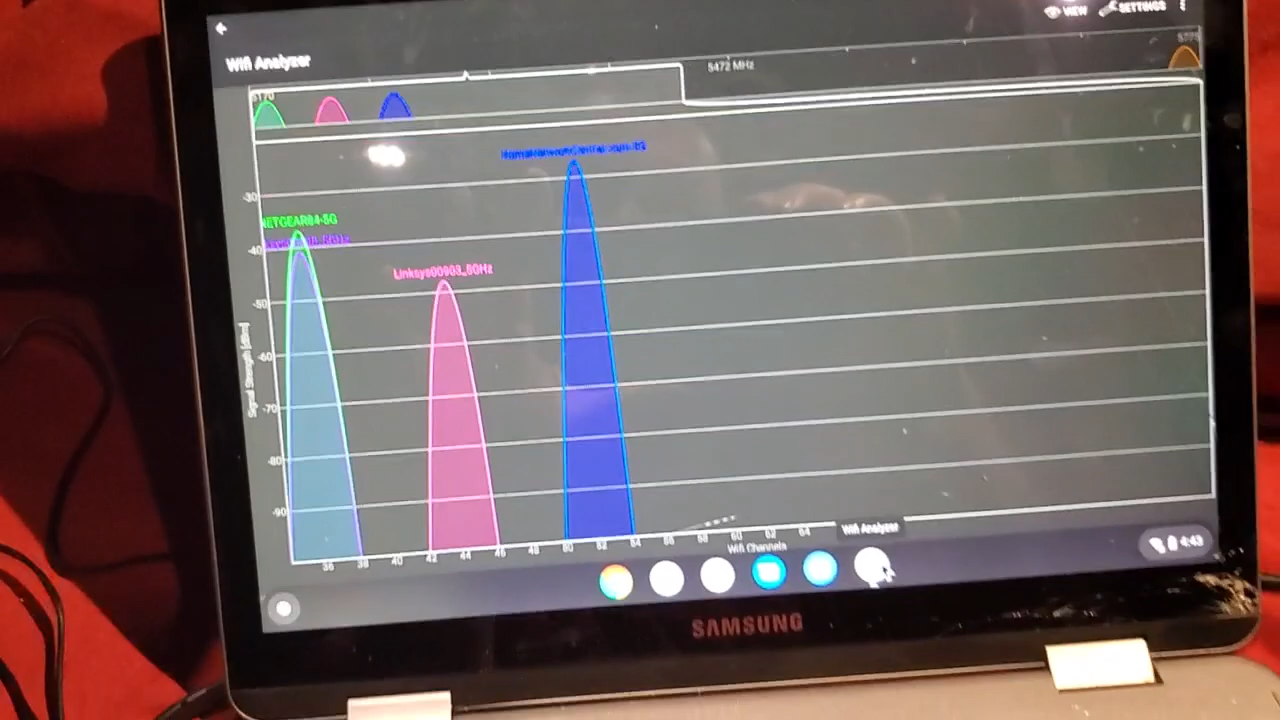 VIEW SETTINGS
Wifi Analyzer
5170
5472 MHz
NETGEAR84-5G
Linksys00903_5GHz
-30
-40
-50
-60
-70
-80
-90
Signal Strength [dBm]
36 38 40 42 44 46 48 50 52 54 56 58 60 62 64
Wifi Channels
Wifi Analyzer
4:43
SAMSUNG